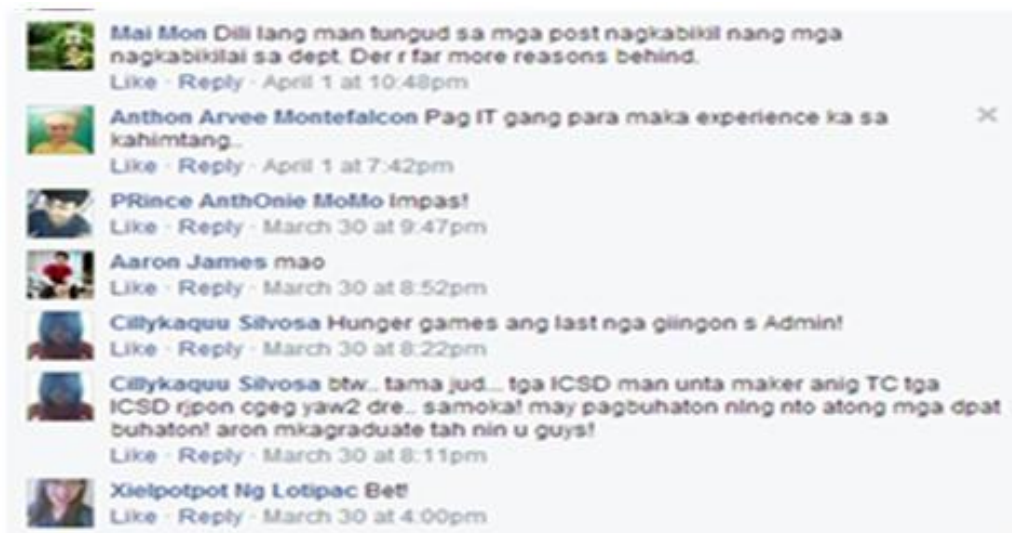 Mai Mon Dili lang man tungud sa mga post nagkabikil nang mga
nagkabikilai sa dept. Der r far more reasons behind.
Like · Reply · April 1 at 10:48pm
Anthon Arvee Montefalcon Pag IT gang para maka experience ka sa
kahimtang..
Like · Reply · April 1 at 7:42pm
PRince AnthOnie MoMo Impas!
Like · Reply · March 30 at 9:47pm
Aaron James mao
Like · Reply · March 30 at 8:52pm
Cillykaquu Silvosa Hunger games ang last nga giingon s Admin!
Like · Reply · March 30 at 8:22pm
Cillykaquu Silvosa btw.. tama jud... tga ICSD man unta maker anig TC tga
ICSD rjpon cgeg yaw2 dre.. samoka! may pagbuhaton nlng nto atong mga dpat
buhaton! aron mkagraduate tah nin u guys!
Like · Reply · March 30 at 8:11pm
Xielpotpot Ng Lotipac Bet!
Like · Reply · March 30 at 4:00pm